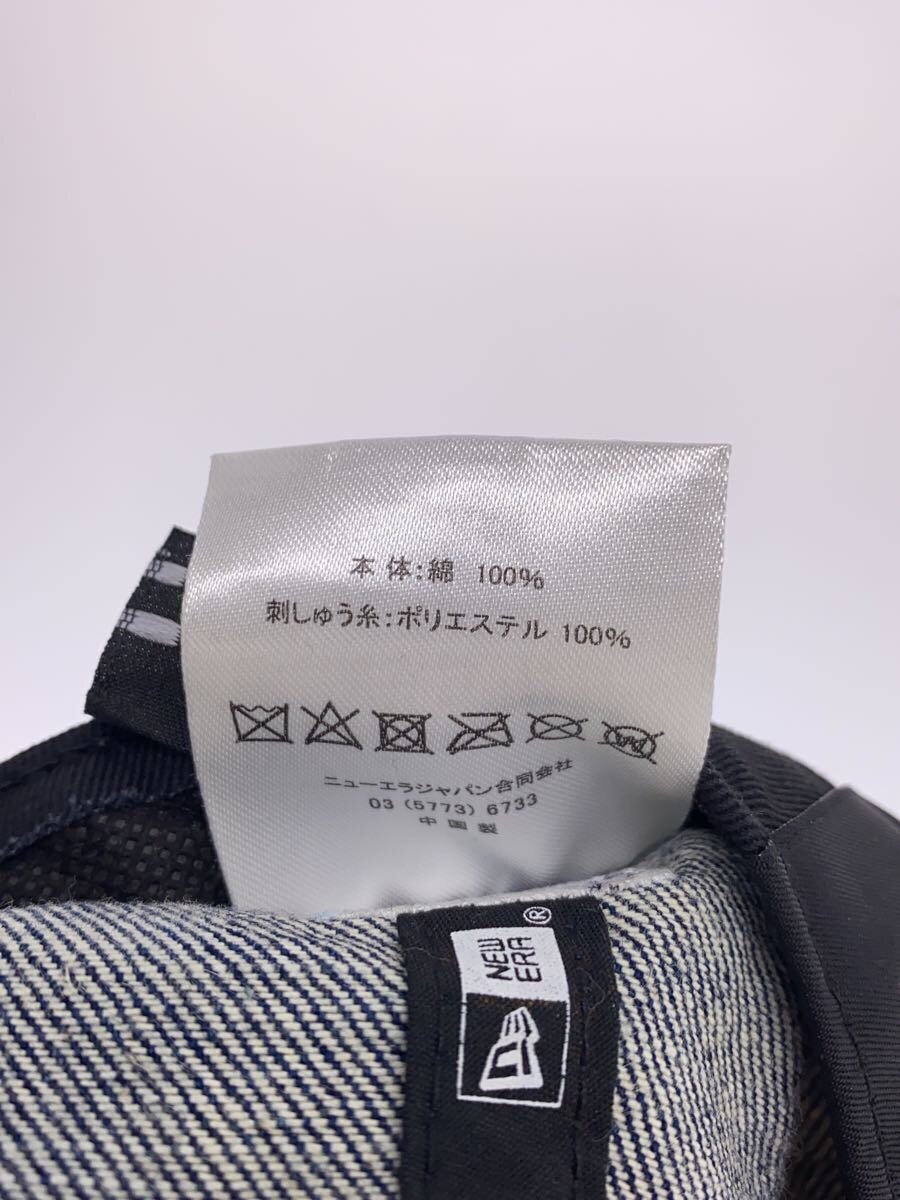 本体:綿 100%
刺しゅう糸:ポリエステル 100%
ニューエラジャパン合同会社
03 (5773) 6733
中国製
NEW
ERA
®